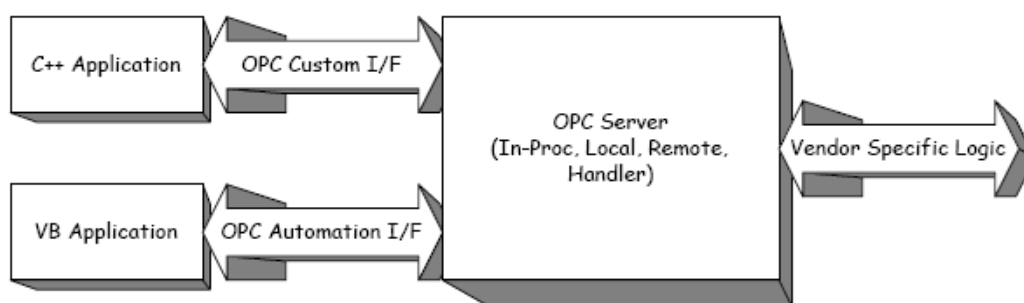 C++ Application
OPC Custom I/F
OPC Server
(In-Proc, Local, Remote,
Handler)
Vendor Specific Logic
VB Application
OPC Automation I/F